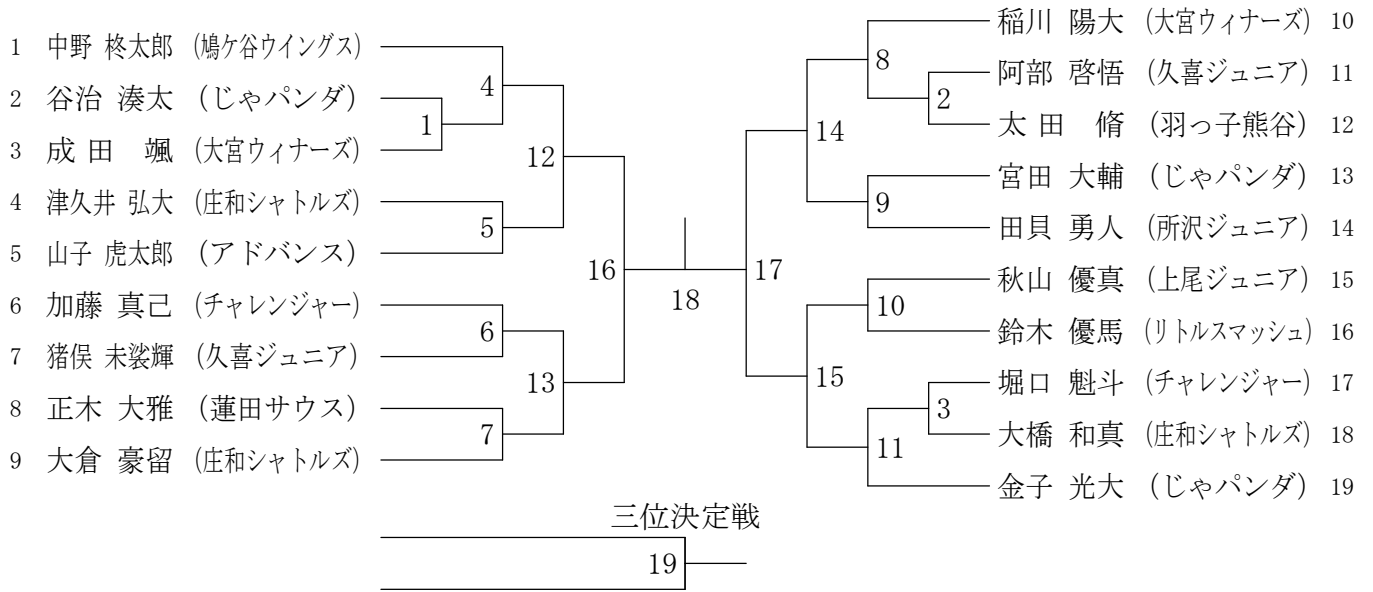 1 中野 柊太郎 (鳩ケ谷ウイングス)
2 谷治 湊太 (じゃパンダ)
3 成田 颯 (大宮ウィナーズ)
4 津久井 弘大 (庄和シャトルズ)
5 山子 虎太郎 (アドバンス)
6 加藤 真己 (チャレンジャー)
7 猪俣 未裟輝 (久喜ジュニア)
8 正木 大雅 (蓮田サウス)
9 大倉 豪留 (庄和シャトルズ)
4
1
12
5
16
6
13
7
18
17
14
8
2
9
15
10
3
11
稲川 陽大 (大宮ウィナーズ) 10
阿部 啓悟 (久喜ジュニア) 11
太田 脩 (羽っ子熊谷) 12
宮田 大輔 (じゃパンダ) 13
田貝 勇人 (所沢ジュニア) 14
秋山 優真 (上尾ジュニア) 15
鈴木 優馬 (リトルスマッシュ) 16
堀口 魁斗 (チャレンジャー) 17
大橋 和真 (庄和シャトルズ) 18
金子 光大 (じゃパンダ) 19
三位決定戦
19